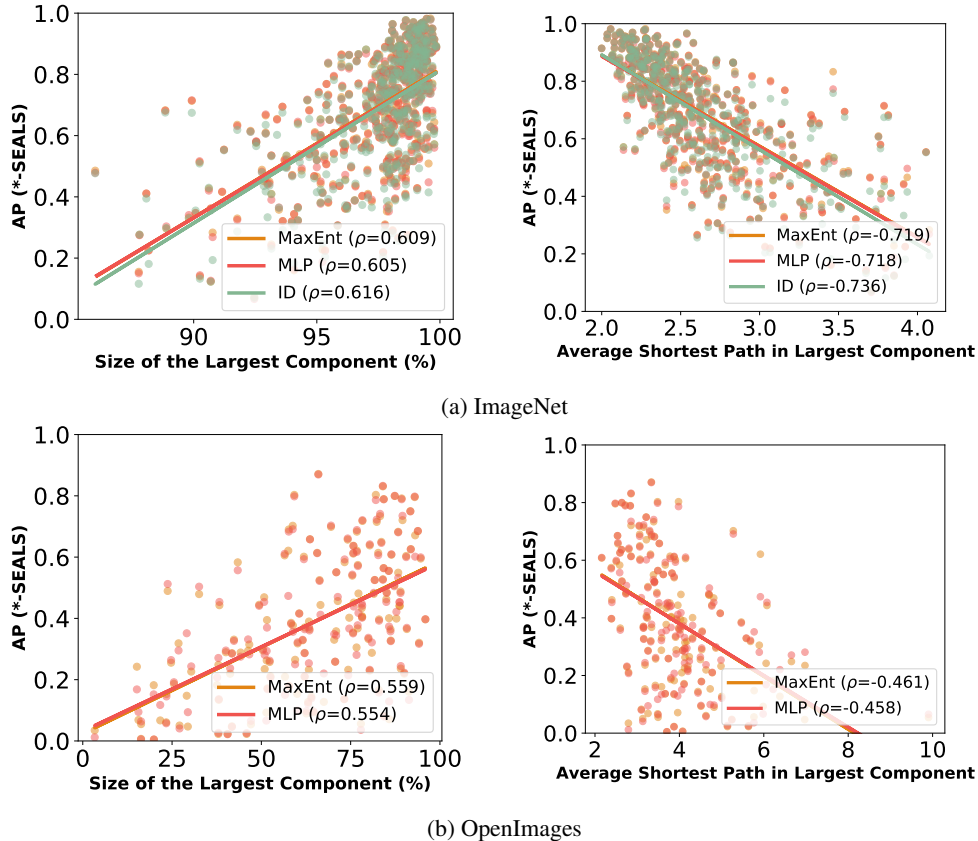 1.0
0.8
0.6
0.4
0.2
0.0
AP (*-SEALS)
MaxEnt (ρ=0.609)
MLP (ρ=0.605)
ID (ρ=0.616)
90 95 100
Size of the Largest Component (%)
1.0
0.8
0.6
0.4
0.2
0.0
AP (*-SEALS)
MaxEnt (ρ=-0.719)
MLP (ρ=-0.718)
ID (ρ=-0.736)
2.0 2.5 3.0 3.5 4.0
Average Shortest Path in Largest Component
(a) ImageNet
1.0
0.8
0.6
0.4
0.2
0.0
AP (*-SEALS)
MaxEnt (ρ=0.559)
MLP (ρ=0.554)
0 25 50 75 100
Size of the Largest Component (%)
1.0
0.8
0.6
0.4
0.2
0.0
AP (*-SEALS)
MaxEnt (ρ=-0.461)
MLP (ρ=-0.458)
2 4 6 8 10
Average Shortest Path in Largest Component
(b) OpenImages